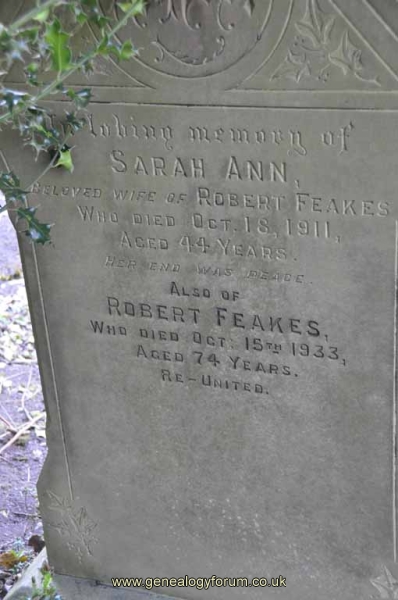 In loving memory of
SARAH ANN,
BELOVED WIFE OF ROBERT FEAKES
WHO DIED OCT. 18, 1911,
AGED 44 YEARS.
HER END WAS PEACE.
ALSO OF
ROBERT FEAKES,
WHO DIED OCT. 15TH 1933,
AGED 74 YEARS.
RE-UNITED.
www.genealogyforum.co.uk